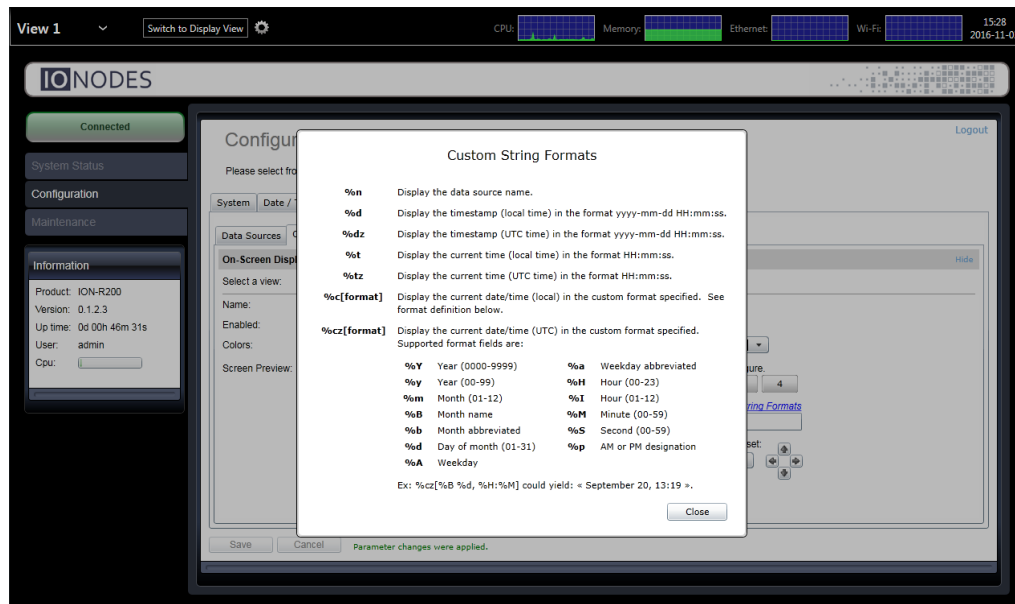 View 1
Switch to Display View
CPU:
Memory:
Ethernet:
Wi-Fi:
15:28
2016-11-0
IONODES
Connected
System Status
Configuration
Maintenance
Information
Product: ION-R200
Version: 0.1.2.3
Up time: 0d 00h 46m 31s
User: admin
Cpu:
Logout
Configur
Please select fro
System
Date / T
Data Sources
On-Screen Displ
Hide
Select a view:
Name:
Enabled:
Colors:
Screen Preview:
gure.
4
ring Formats
set:
Save
Cancel
Parameter changes were applied.
Custom String Formats
%n Display the data source name.
%d Display the timestamp (local time) in the format yyyy-mm-dd HH:mm:ss.
%dz Display the timestamp (UTC time) in the format yyyy-mm-dd HH:mm:ss.
%t Display the current time (local time) in the format HH:mm:ss.
%tz Display the current time (UTC time) in the format HH:mm:ss.
%c[format] Display the current date/time (local) in the custom format specified. See
format definition below.
%cz[format] Display the current date/time (UTC) in the custom format specified.
Supported format fields are:
%Y Year (0000-9999) %a Weekday abbreviated
%y Year (00-99) %H Hour (00-23)
%m Month (01-12) %I Hour (01-12)
%B Month name %M Minute (00-59)
%b Month abbreviated %S Second (00-59)
%d Day of month (01-31) %p AM or PM designation
%A Weekday
Ex: %cz[%B %d, %H:%M] could yield: « September 20, 13:19 ».
Close